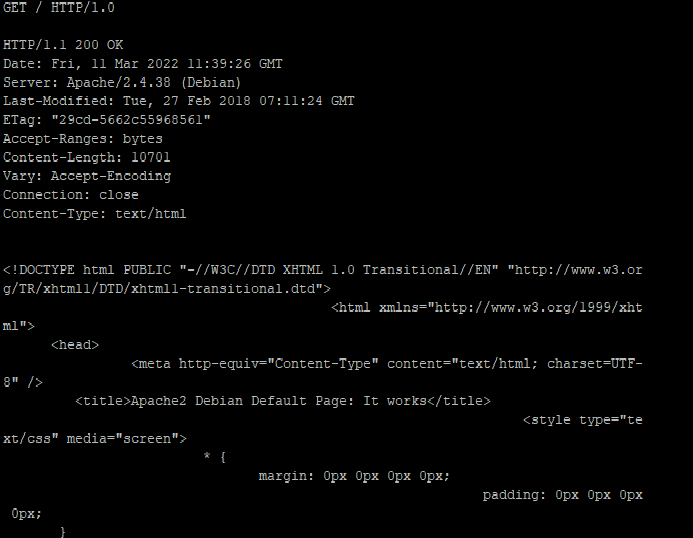 GET / HTTP/1.0
HTTP/1.1 200 OK
Date: Fri, 11 Mar 2022 11:39:26 GMT
Server: Apache/2.4.38 (Debian)
Last-Modified: Tue, 27 Feb 2018 07:11:24 GMT
ETag: "29cd-5662c55968561"
Accept-Ranges: bytes
Content-Length: 10701
Vary: Accept-Encoding
Connection: close
Content-Type: text/html
<!DOCTYPE html PUBLIC "-//W3C//DTD XHTML 1.0 Transitional//EN" "http://www.w3.or
g/TR/xhtml1/DTD/xhtml1-transitional.dtd">
<html xmlns="http://www.w3.org/1999/xht
ml">
<head>
<meta http-equiv="Content-Type" content="text/html; charset=UTF-
8" />
<title>Apache2 Debian Default Page: It works</title>
<style type="te
xt/css" media="screen">
* {
margin: 0px 0px 0px 0px;
padding: 0px 0px 0px
0px;
}